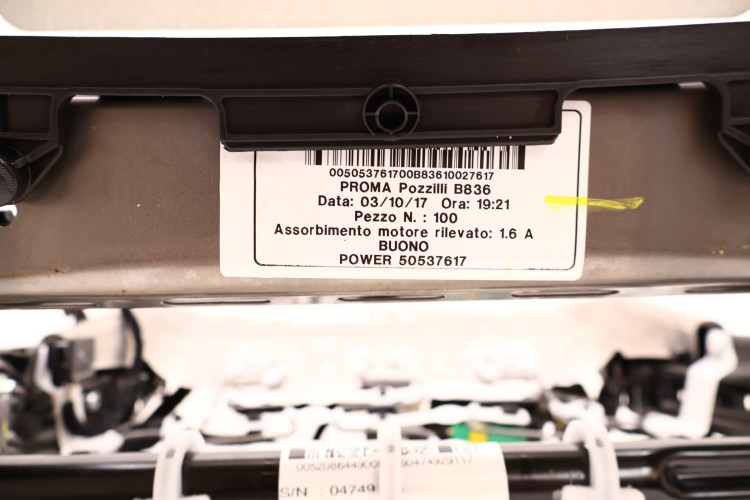 005053761700B83610027617
PROMA Pozzilli B836
Data: 03/10/17 Ora: 19:21
Pezzo N. : 100
Assorbimento motore rilevato: 1.6 A
BUONO
POWER 50537617
S/N : 04749